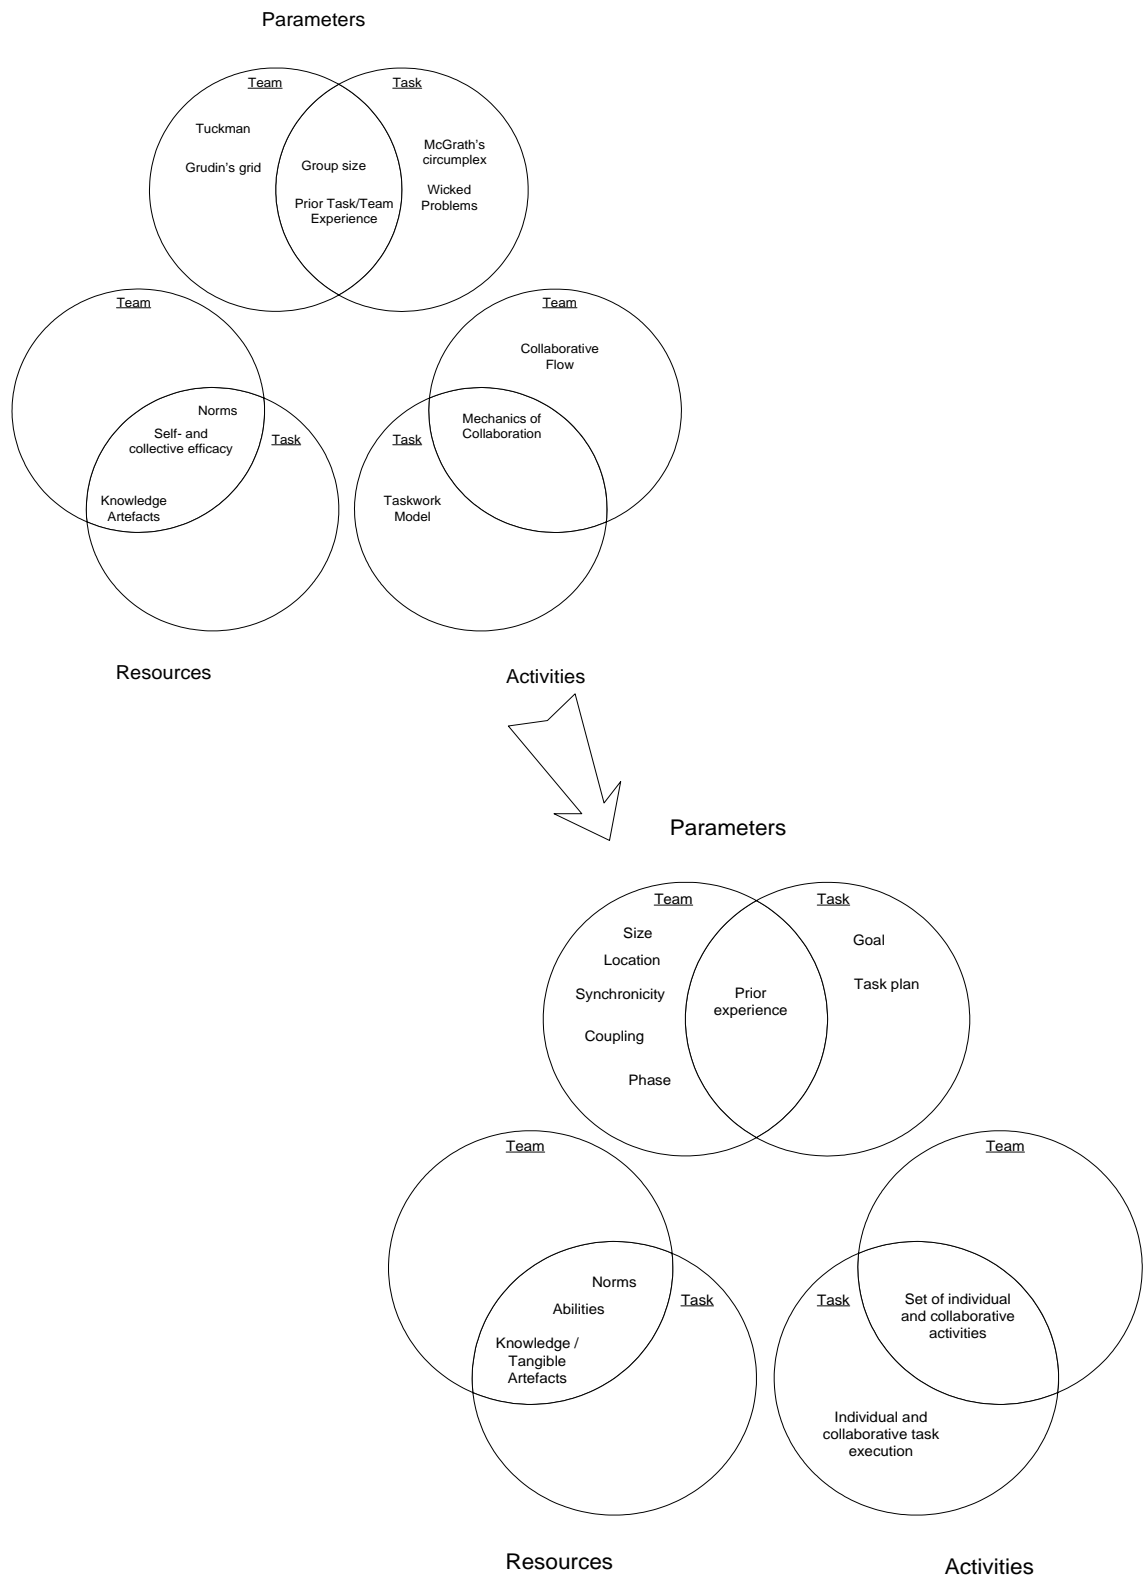 Parameters
Team
Task
Tuckman
Grudin's grid
Group size
Prior Task/Team
Experience
McGrath's
circumplex
Wicked
Problems
Team
Norms
Self- and
collective efficacy
Task
Knowledge
Artefacts
Team
Collaborative
Flow
Mechanics of
Collaboration
Task
Taskwork
Model
Resources
Activities
Parameters
Team
Task
Size
Location
Synchronicity
Coupling
Phase
Prior
experience
Goal
Task plan
Team
Norms
Abilities
Task
Knowledge /
Tangible
Artefacts
Team
Task
Set of individual
and collaborative
activities
Individual and
collaborative task
execution
Resources
Activities